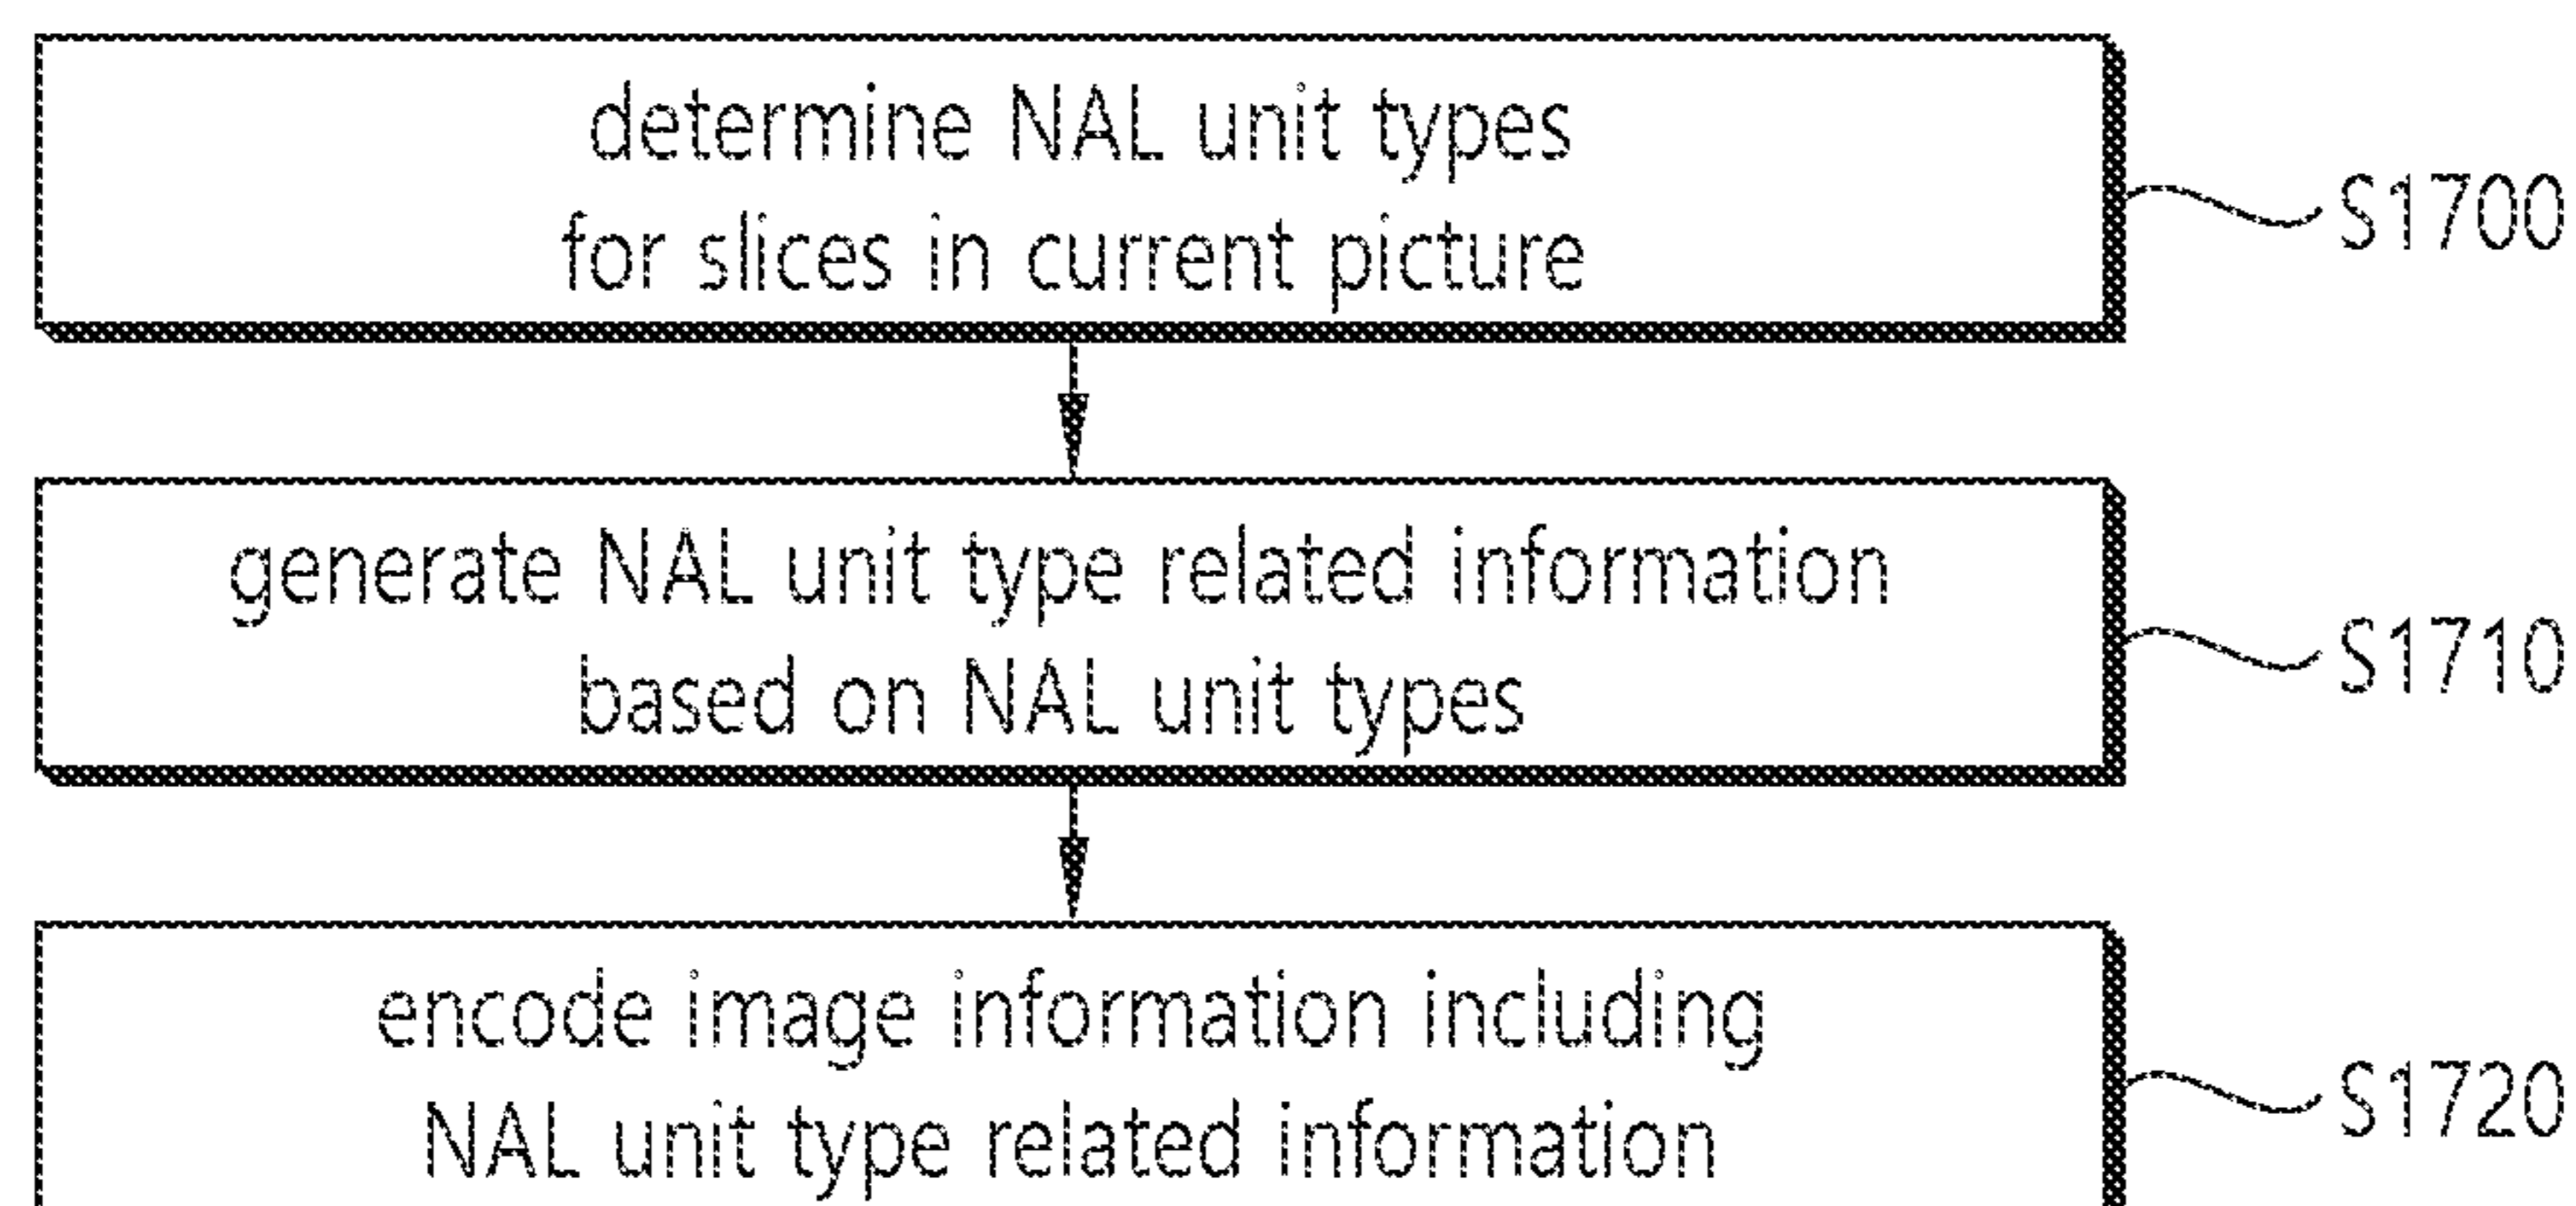 determine NAL unit types
for slices in current picture
S1700
generate NAL unit type related information
based on NAL unit types
S1710
encode image information including
NAL unit type related information
S1720